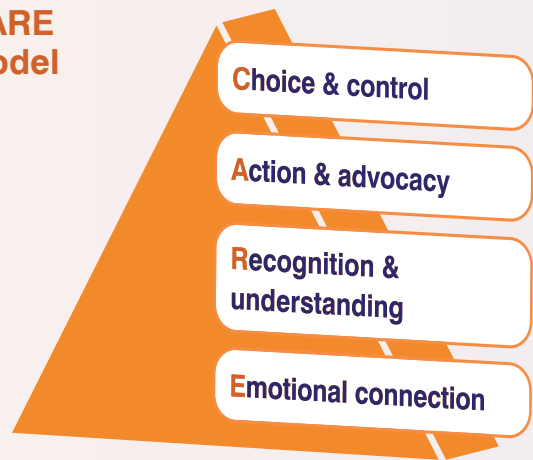 ARE
odel
Choice & control
Action & advocacy
Recognition &
understanding
Emotional connection